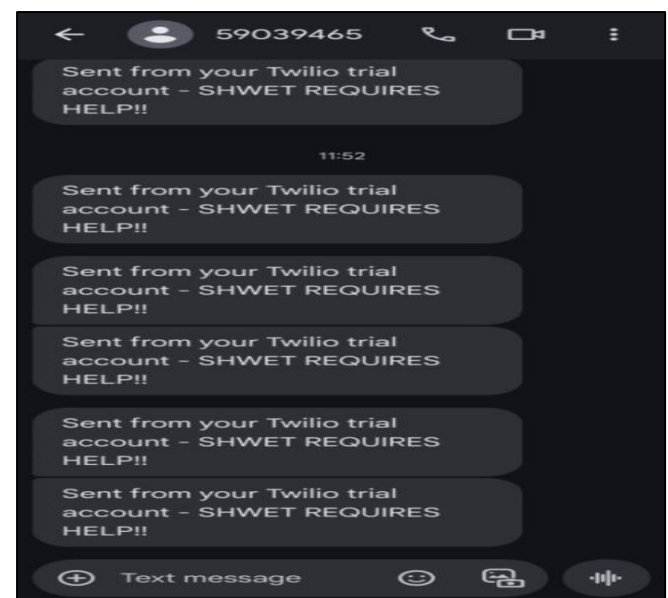 59039465
Sent from your Twilio trial
account - SHWET REQUIRES
HELP!!
11:52
Sent from your Twilio trial
account - SHWET REQUIRES
HELP!!
Sent from your Twilio trial
account - SHWET REQUIRES
HELP!!
Sent from your Twilio trial
account - SHWET REQUIRES
HELP!!
Sent from your Twilio trial
account - SHWET REQUIRES
HELP!!
Sent from your Twilio trial
account - SHWET REQUIRES
HELP!!
Text message